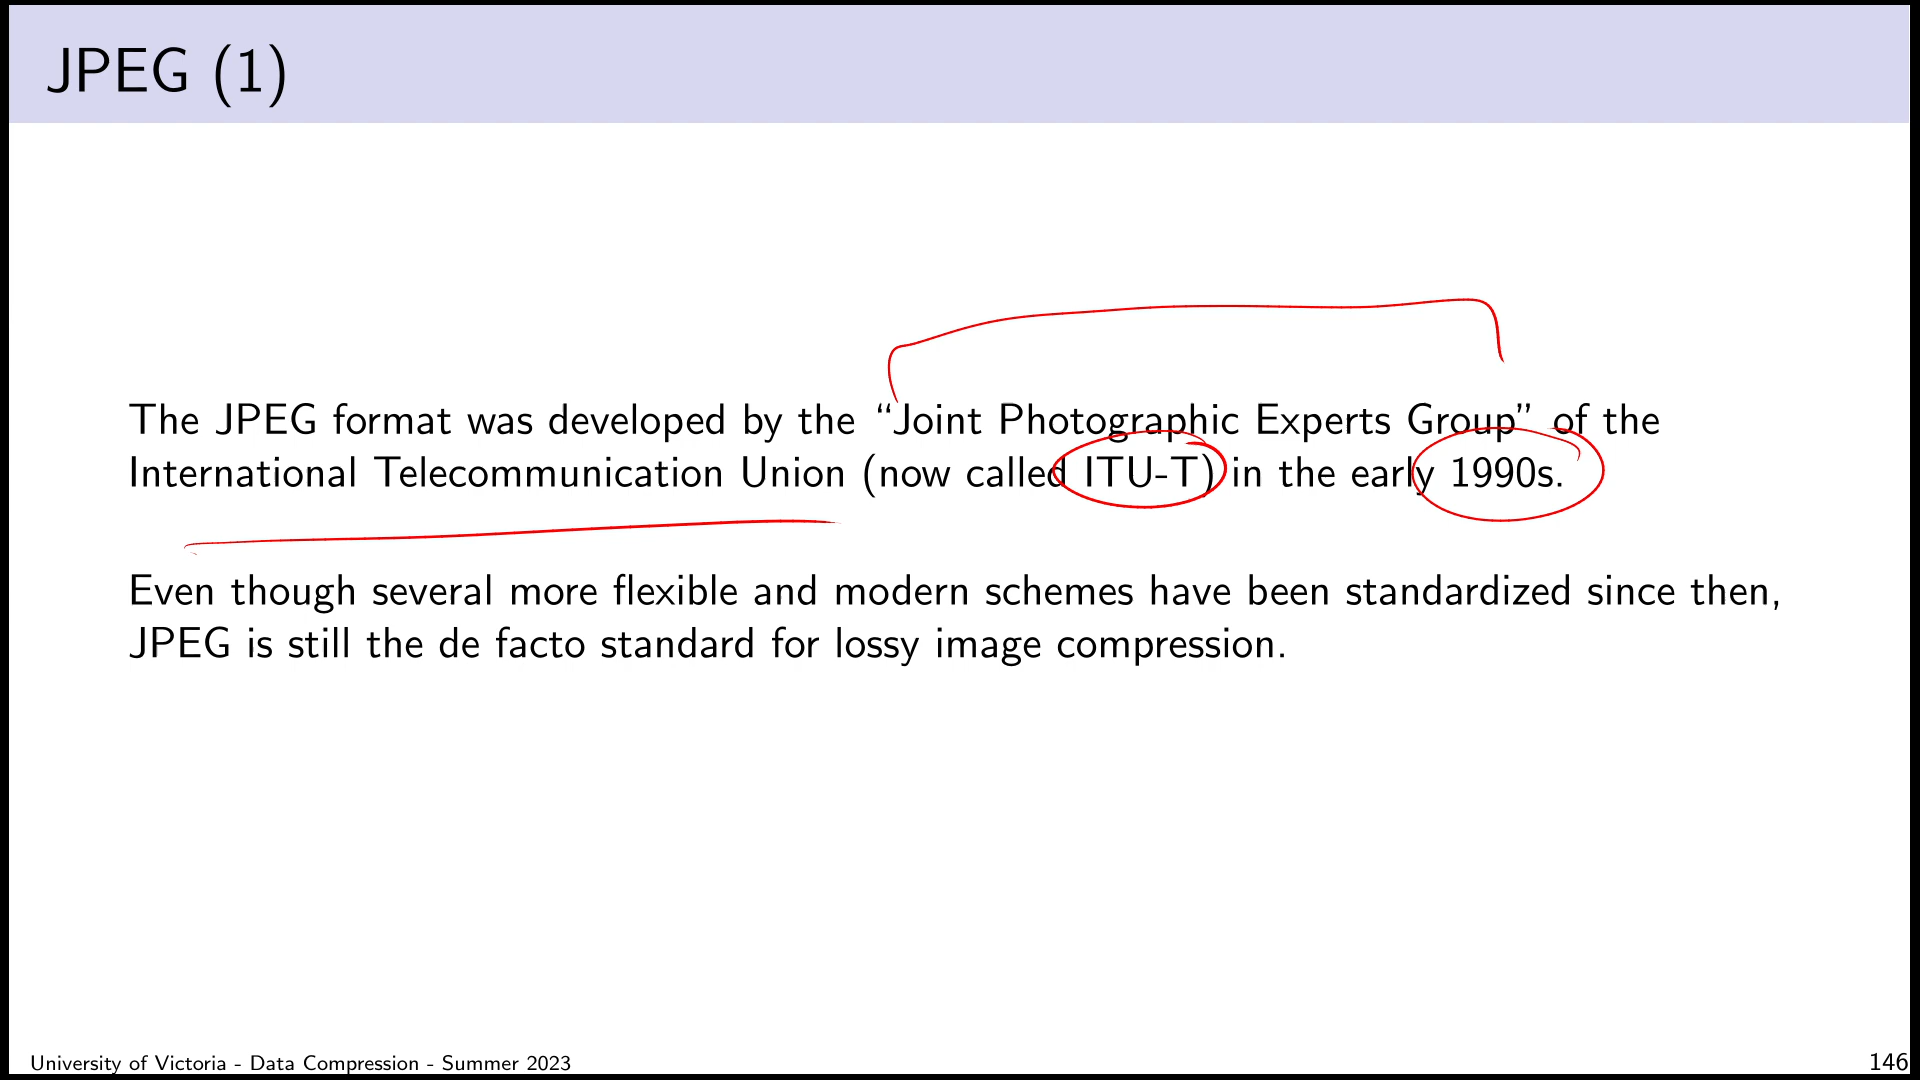 JPEG (1)
The JPEG format was developed by the “Joint Photographic Experts Group” of the
International Telecommunication Union (now called ITU-T) in the early 1990s.
Even though several more flexible and modern schemes have been standardized since then,
JPEG is still the de facto standard for lossy image compression.
University of Victoria - Data Compression - Summer 2023
146